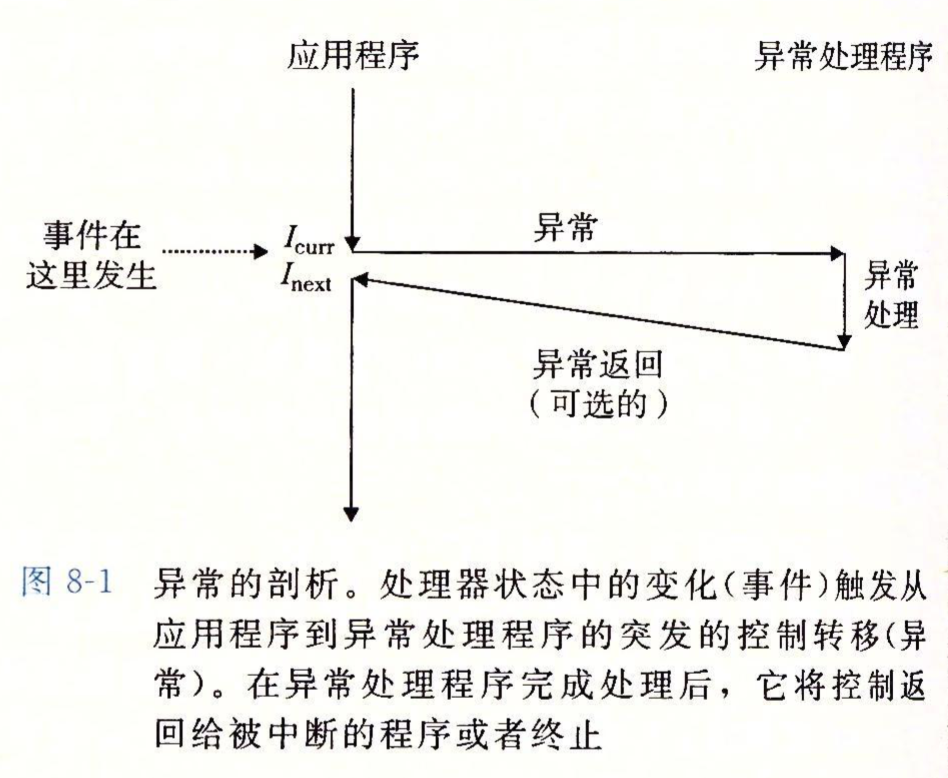 应用程序
异常处理程序
事件在
这里发生
I_curr
I_next
异常
异常
处理
异常返回
（可选的）
图 8-1 异常的剖析。处理器状态中的变化(事件)触发从
应用程序到异常处理程序的突发的控制转移(异
常)。在异常处理程序完成处理后，它将控制返
回给被中断的程序或者终止